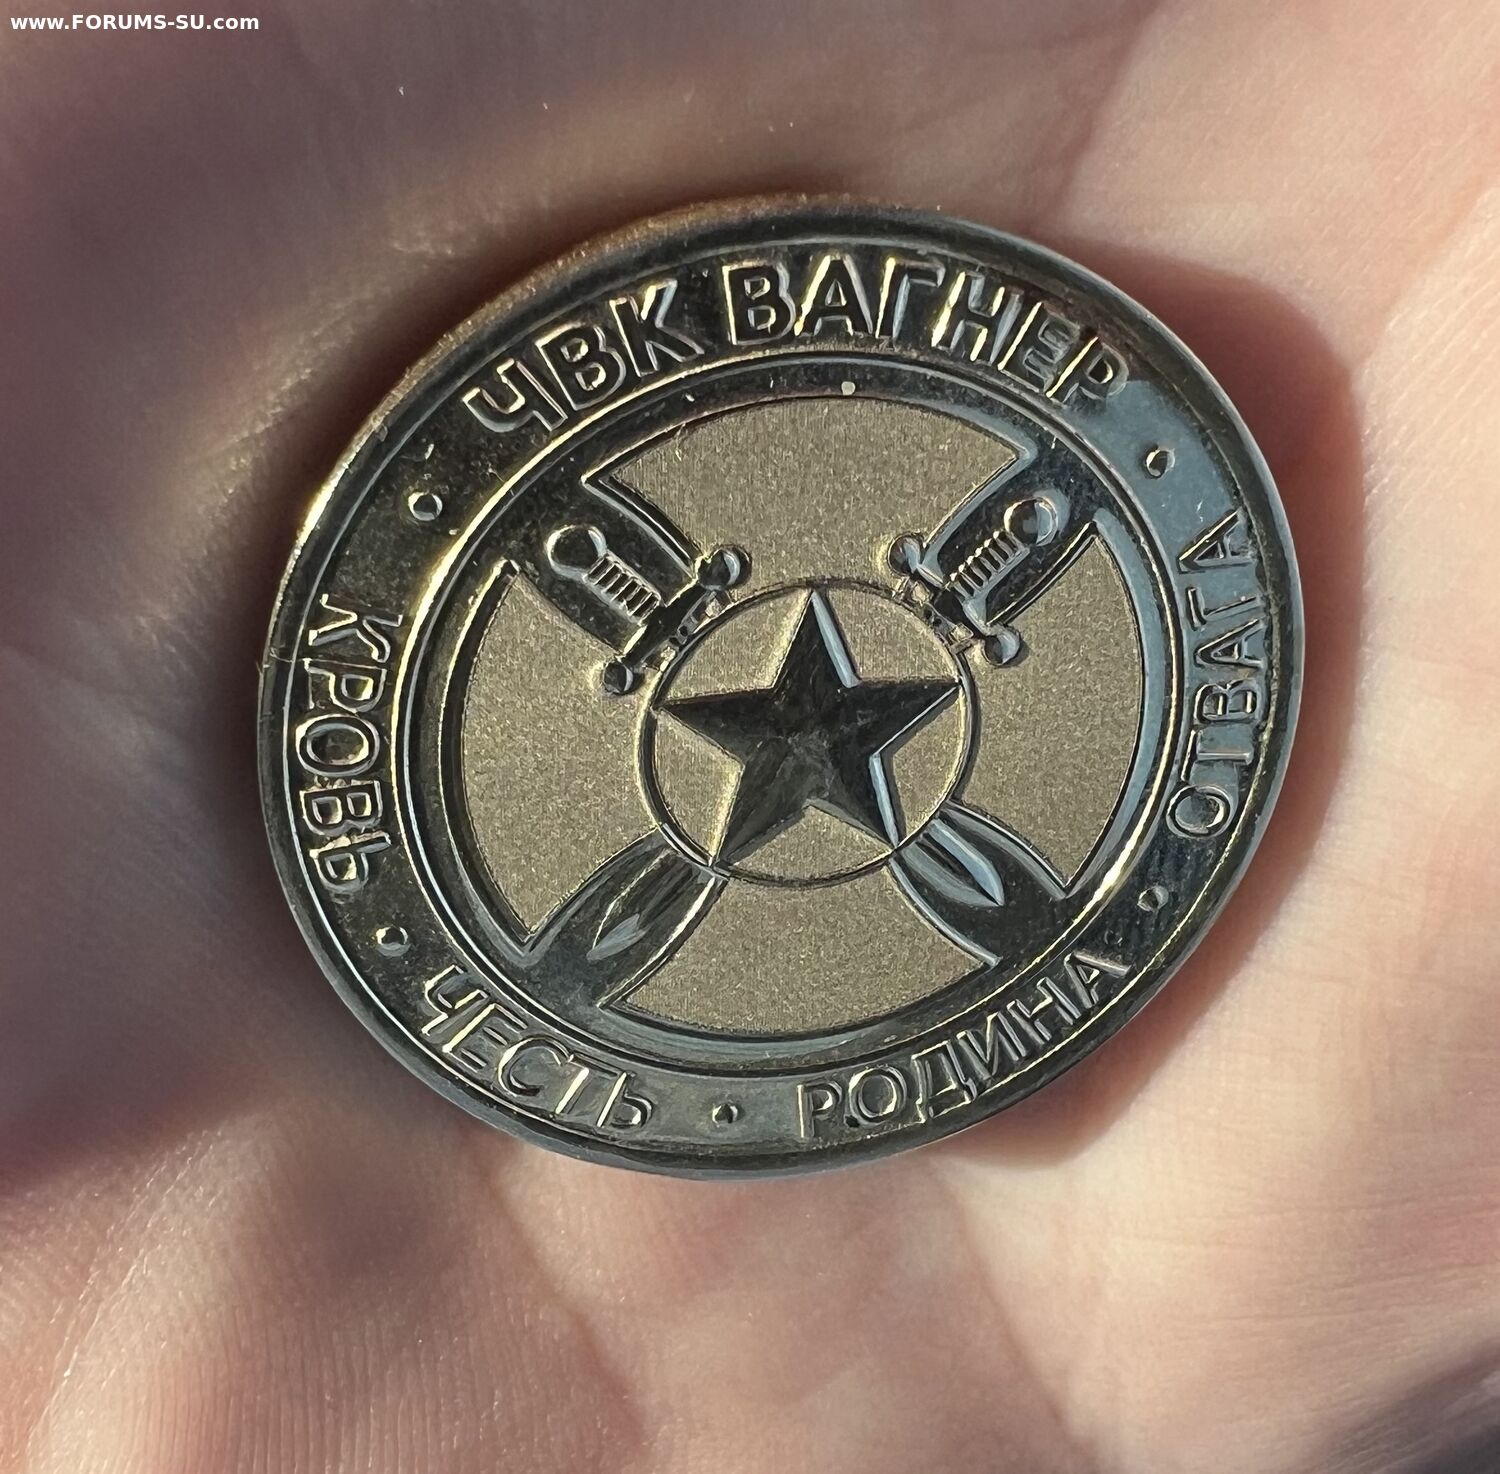 www.FORUMS-SU.com
ЧВК ВАГНЕР
КРОВЬ · ЧЕСТЬ · РОДИНА · ОТВАГА